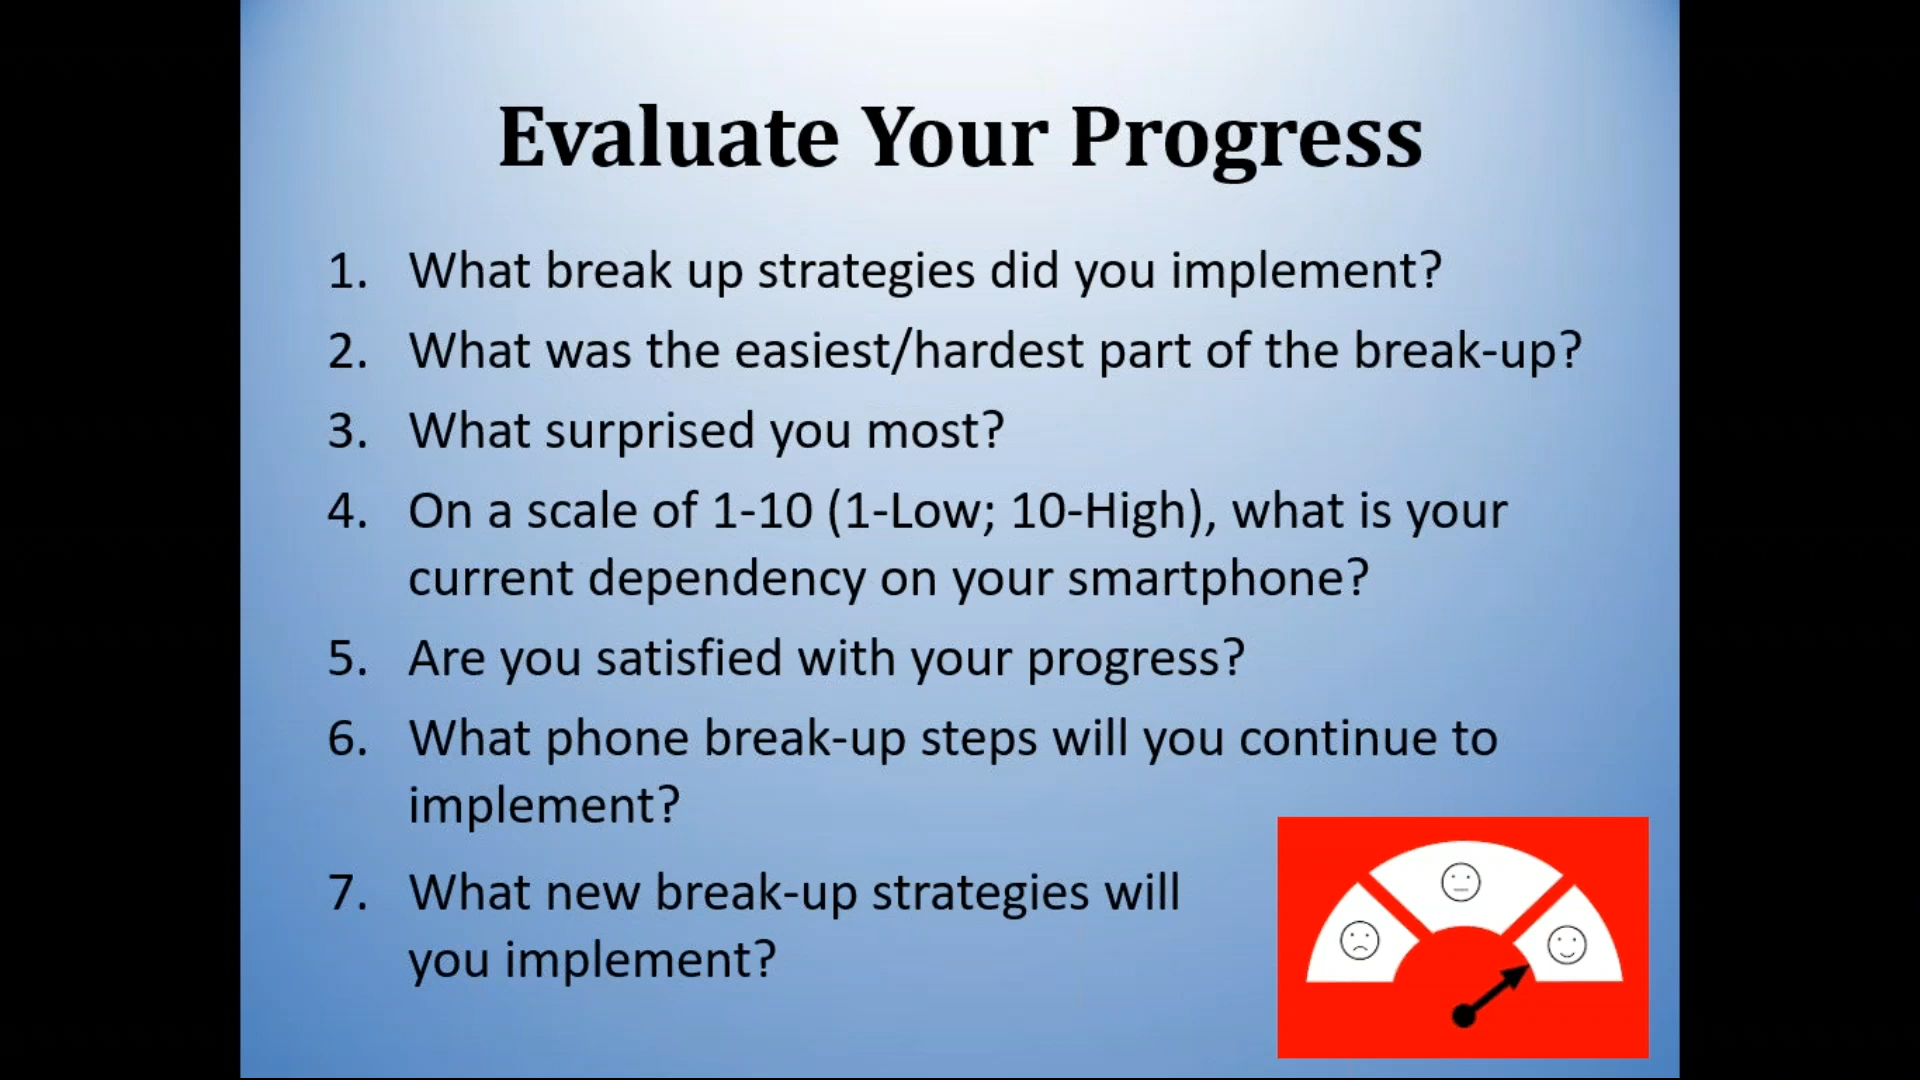 Evaluate Your Progress
1. What break up strategies did you implement?
2. What was the easiest/hardest part of the break-up?
3. What surprised you most?
4. On a scale of 1-10 (1-Low; 10-High), what is your
current dependency on your smartphone?
5. Are you satisfied with your progress?
6. What phone break-up steps will you continue to
implement?
7. What new break-up strategies will
you implement?